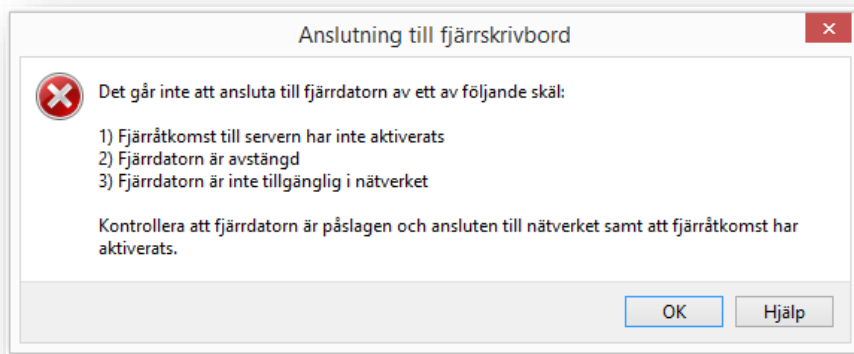 Anslutning till fjärrskrivbord
Det går inte att ansluta till fjärrdatorn av ett av följande skäl:
1) Fjärråtkomst till servern har inte aktiverats
2) Fjärrdatorn är avstängd
3) Fjärrdatorn är inte tillgänglig i nätverket
Kontrollera att fjärrdatorn är påslagen och ansluten till nätverket samt att fjärråtkomst har
aktiverats.
OK
Hjälp